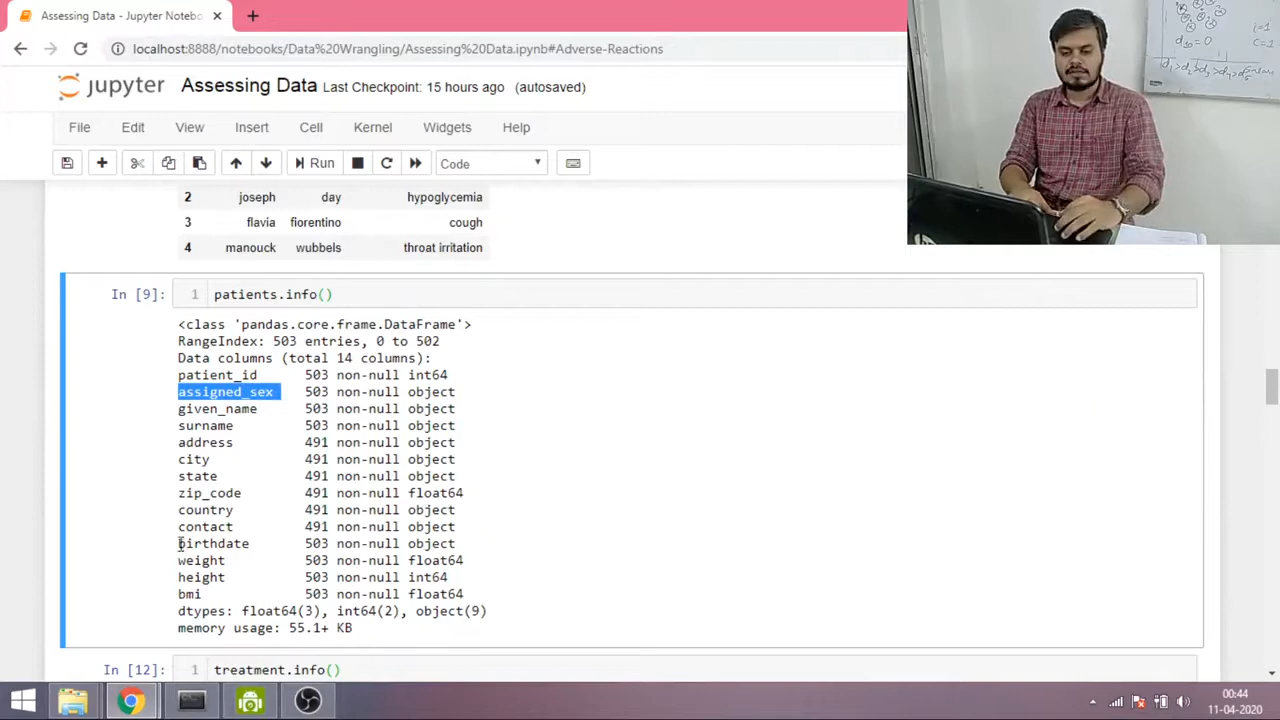 Assessing Data - Jupyter Notebo
localhost:8888/notebooks/Data%20Wrangling/Assessing%20Data.ipynb#Adverse-Reactions
jupyter Assessing Data Last Checkpoint: 15 hours ago (autosaved)
File Edit View Insert Cell Kernel Widgets Help
Run Code
2 joseph day hypoglycemia
3 flavia fiorentino cough
4 manouck wubbels throat irritation
In [9]: 1 patients.info()
<class 'pandas.core.frame.DataFrame'>
RangeIndex: 503 entries, 0 to 502
Data columns (total 14 columns):
patient_id 503 non-null int64
assigned_sex 503 non-null object
given_name 503 non-null object
surname 503 non-null object
address 491 non-null object
city 491 non-null object
state 491 non-null object
zip_code 491 non-null float64
country 491 non-null object
contact 491 non-null object
birthdate 503 non-null object
weight 503 non-null float64
height 503 non-null int64
bmi 503 non-null float64
dtypes: float64(3), int64(2), object(9)
memory usage: 55.1+ KB
In [12]: 1 treatment.info()
00:44
11-04-2020